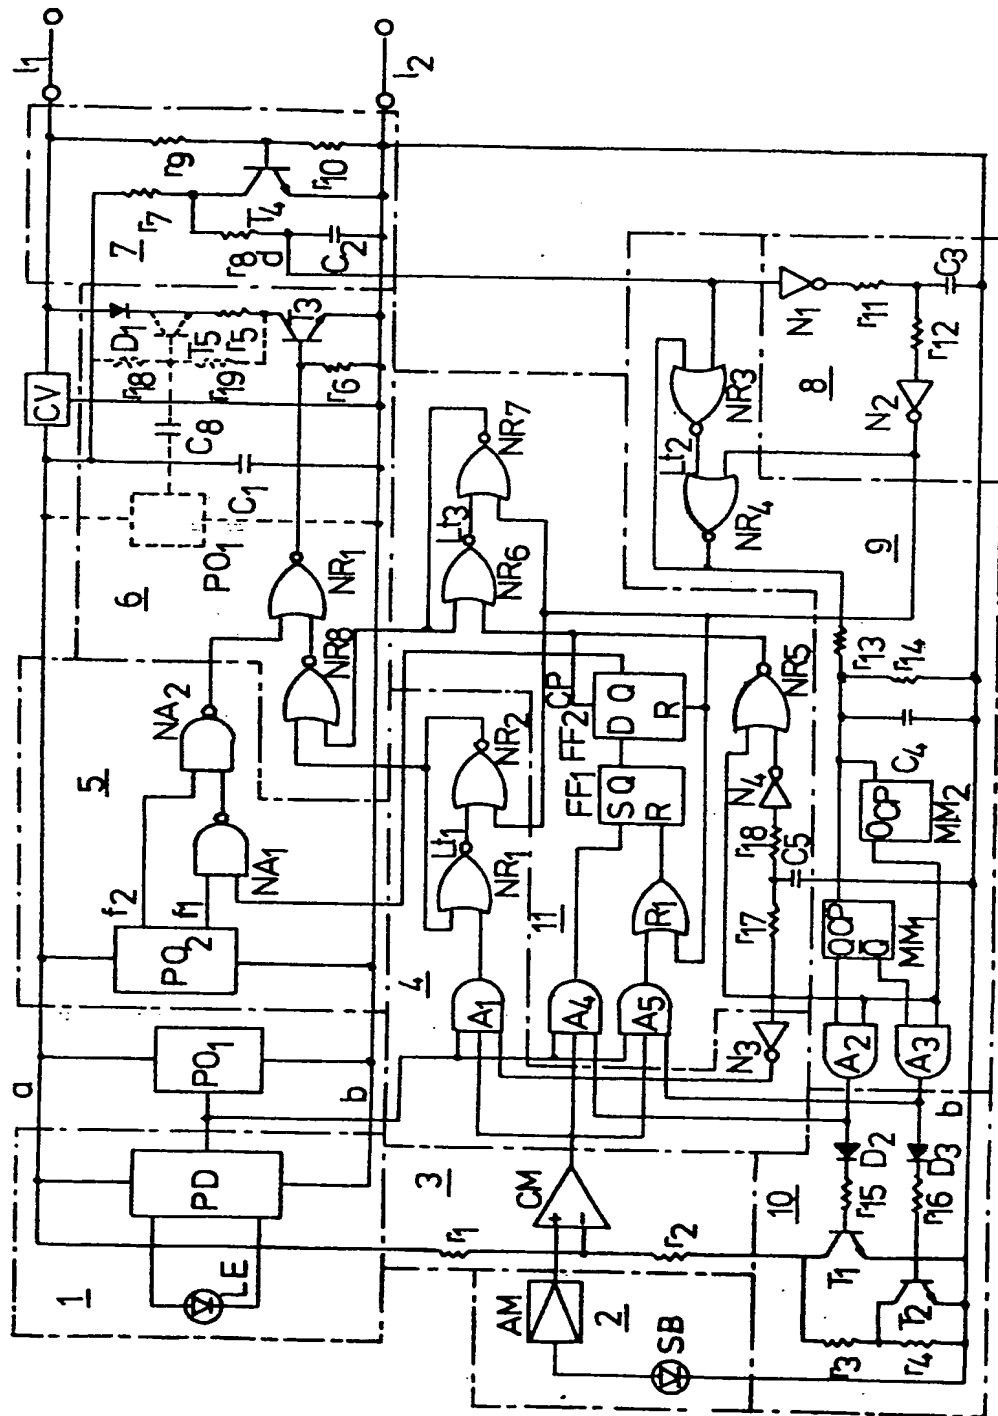 l1
l2
a
b
1
LE
PD
PO1
PO2
f2
f1
5
NA1
NA2
6
PO1
C1
C8
CV
r18
r19
D1
T5
r5
T3
r6
7
r7
r8
d
T4
C2
r9
r10
NR1
NR8
4
A1
Lt1
NR1
NR2
Lt3
NR6
NR7
3
CM
r1
r2
AM
2
SB
11
A4
A5
R1
FF1
S
Q
R
FF2
CP
D
Q
R
N3
r17
C5
r18
N4
NR5
9
NR4
Lt2
NR3
8
N1
r11
C3
r12
N2
r13
r14
C4
MM2
Q
CP
MM1
Q
CP
Q̅
A2
A3
b
10
D2
D3
r15
r16
T1
T2
r3
r4